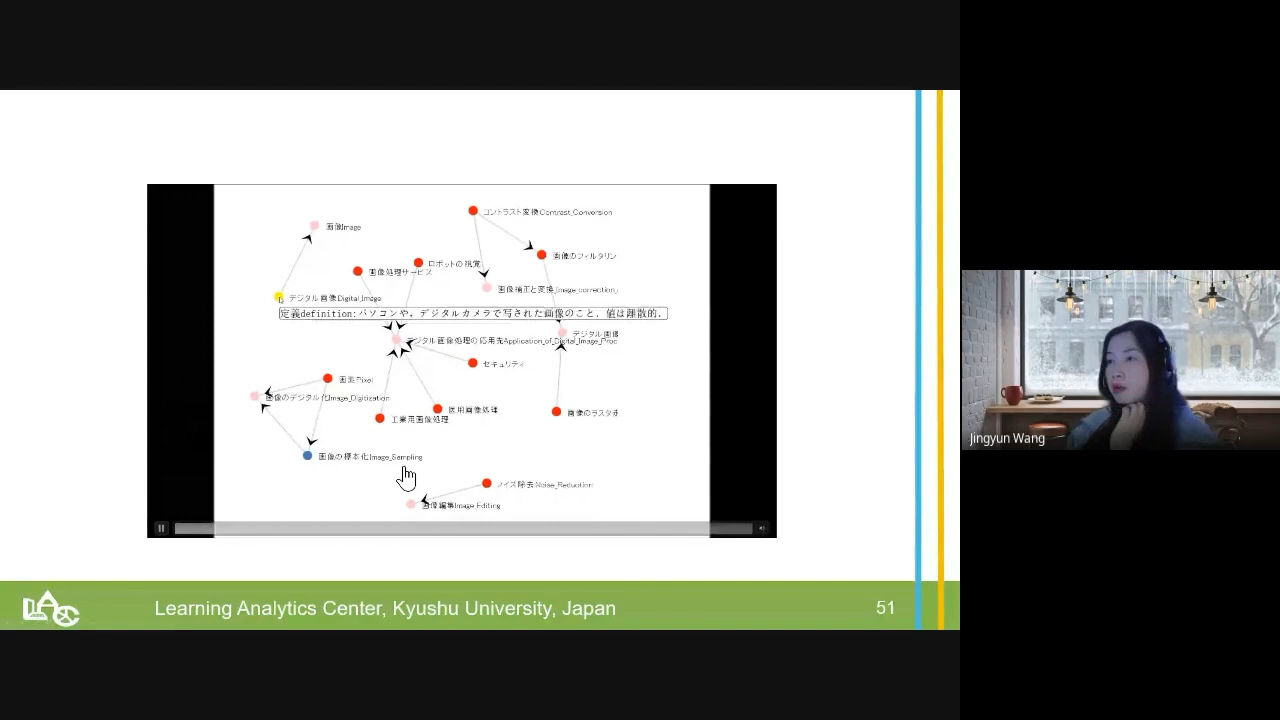 コントラスト変換Contrast_Conversion
画像Image
画像のフィルタリン
ロボットの視覚
画像処理サービス
画像補正と変換_Image_correction_
デジタル画像Digital_Image
定義definition:パソコンや，デジタルカメラで写された画像のこと．値は離散的．
デジタル画像
デジタル画像処理の応用先Application_of_Digital_Image_Proc
セキュリティ
画素Pixel
画像のデジタル化Image_Digitization
医用画像処理
画像のラスタ
工業用画像処理
画像の標本化Image_Sampling
ノイズ除去Noise_Reduction
画像編集Image_Editing
Jingyun Wang
LAC
Learning Analytics Center, Kyushu University, Japan
51